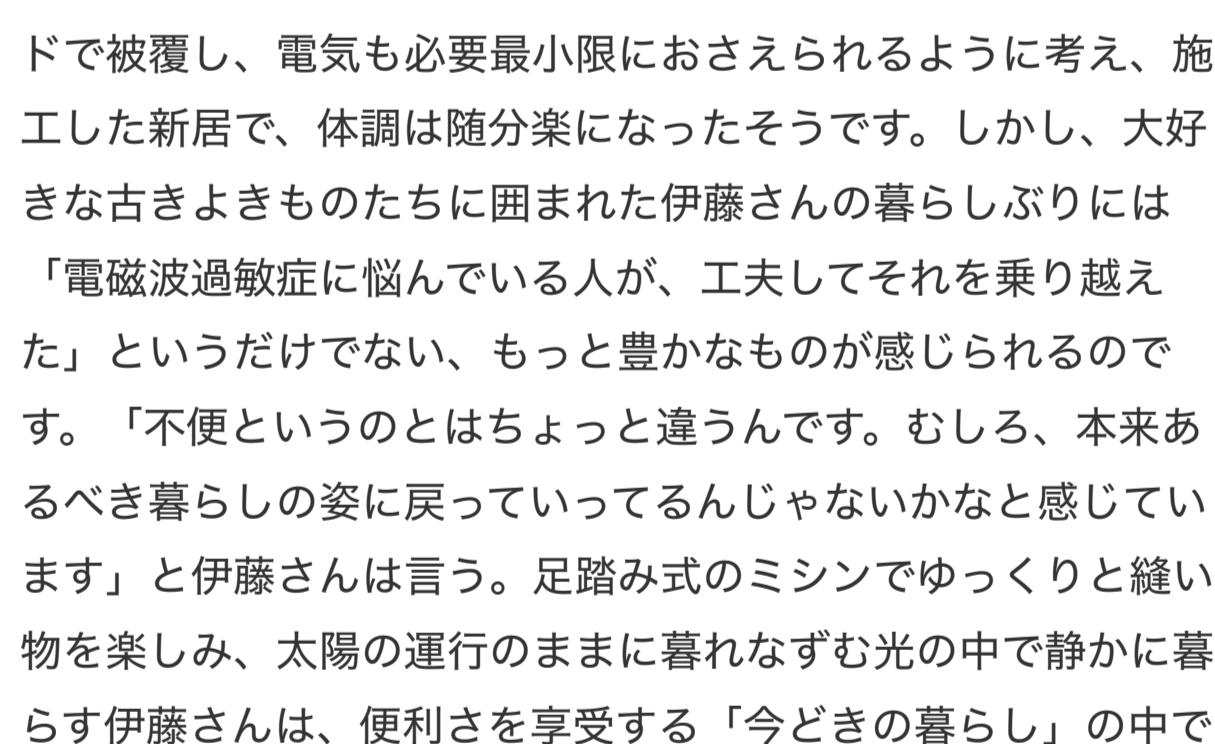 ドで被覆し、電気も必要最小限におさえられるように考え、施
工した新居で、体調は随分楽になったそうです。しかし、大好
きな古きよきものたちに囲まれた伊藤さんの暮らしぶりには
「電磁波過敏症に悩んでいる人が、工夫してそれを乗り越え
た」というだけでない、もっと豊かなものが感じられるので
す。「不便というのとはちょっと違うんです。むしろ、本来あ
るべき暮らしの姿に戻っていってるんじゃないかなと感じてい
ます」と伊藤さんは言う。足踏み式のミシンでゆっくりと縫い
物を楽しみ、太陽の運行のままに暮れなずむ光の中で静かに暮
らす伊藤さんは、便利さを享受する「今どきの暮らし」の中で